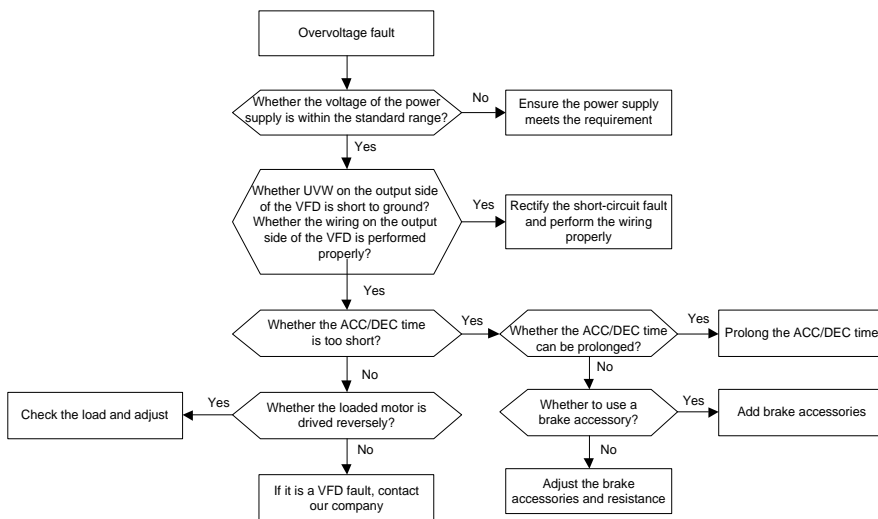 Overvoltage fault
Whether the voltage of the power
supply is within the standard range?
No
Ensure the power supply
meets the requirement
Yes
Whether UVW on the output side
of the VFD is short to ground?
Whether the wiring on the output
side of the VFD is performed
properly?
Yes
Rectify the short-circuit fault
and perform the wiring
properly
Yes
Whether the ACC/DEC time
is too short?
Yes
Whether the ACC/DEC time
can be prolonged?
Yes
Prolong the ACC/DEC time
No
No
Check the load and adjust
Yes
Whether the loaded motor is
drived reversely?
Whether to use a
brake accessory?
Yes
Add brake accessories
No
No
If it is a VFD fault, contact
our company
Adjust the brake
accessories and resistance